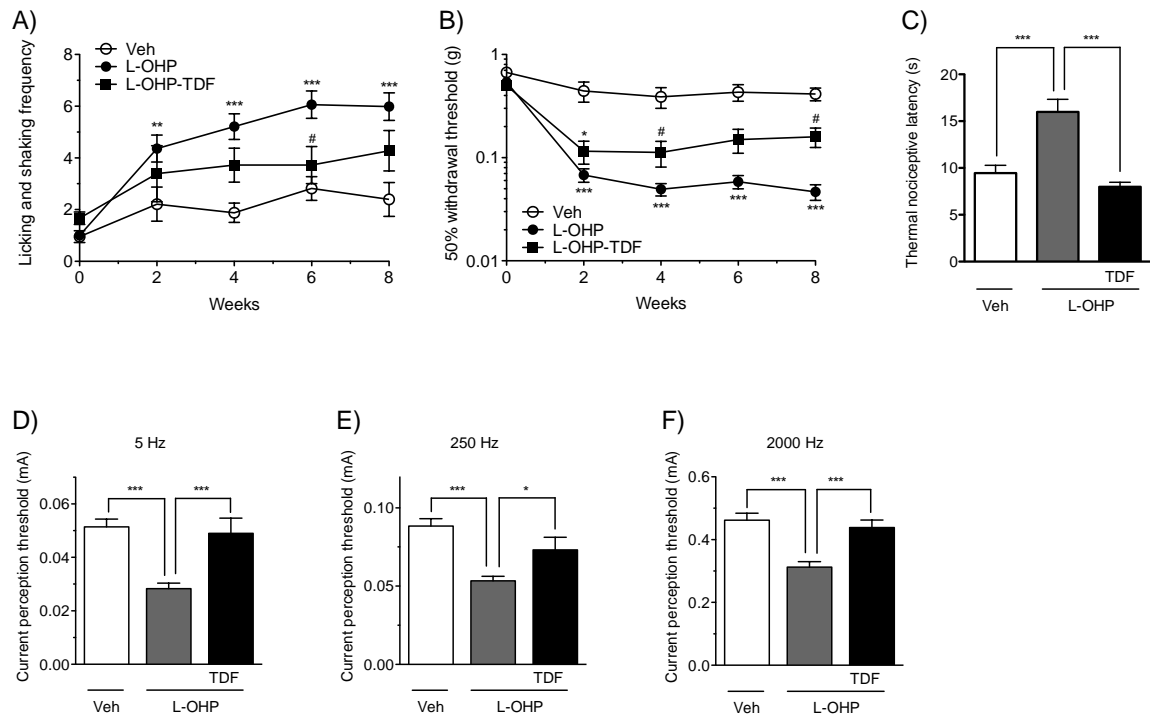 A)
Licking and shaking frequency
Veh
L-OHP
L-OHP-TDF
8
6
4
2
0
**
***
***
***
#
0 2 4 6 8
Weeks
B)
50% withdrawal threshold (g)
1
0.1
0.01
* # #
*** *** *** ***
Veh
L-OHP
L-OHP-TDF
0 2 4 6 8
Weeks
C)
Thermal nociceptive latency (s)
*** ***
20
15
10
5
0
TDF
Veh L-OHP
D)
5 Hz
Current perception threshold (mA)
*** ***
0.06
0.04
0.02
0.00
TDF
Veh L-OHP
E)
250 Hz
Current perception threshold (mA)
*** *
0.10
0.05
0.00
TDF
Veh L-OHP
F)
2000 Hz
Current perception threshold (mA)
*** ***
0.6
0.4
0.2
0.0
TDF
Veh L-OHP